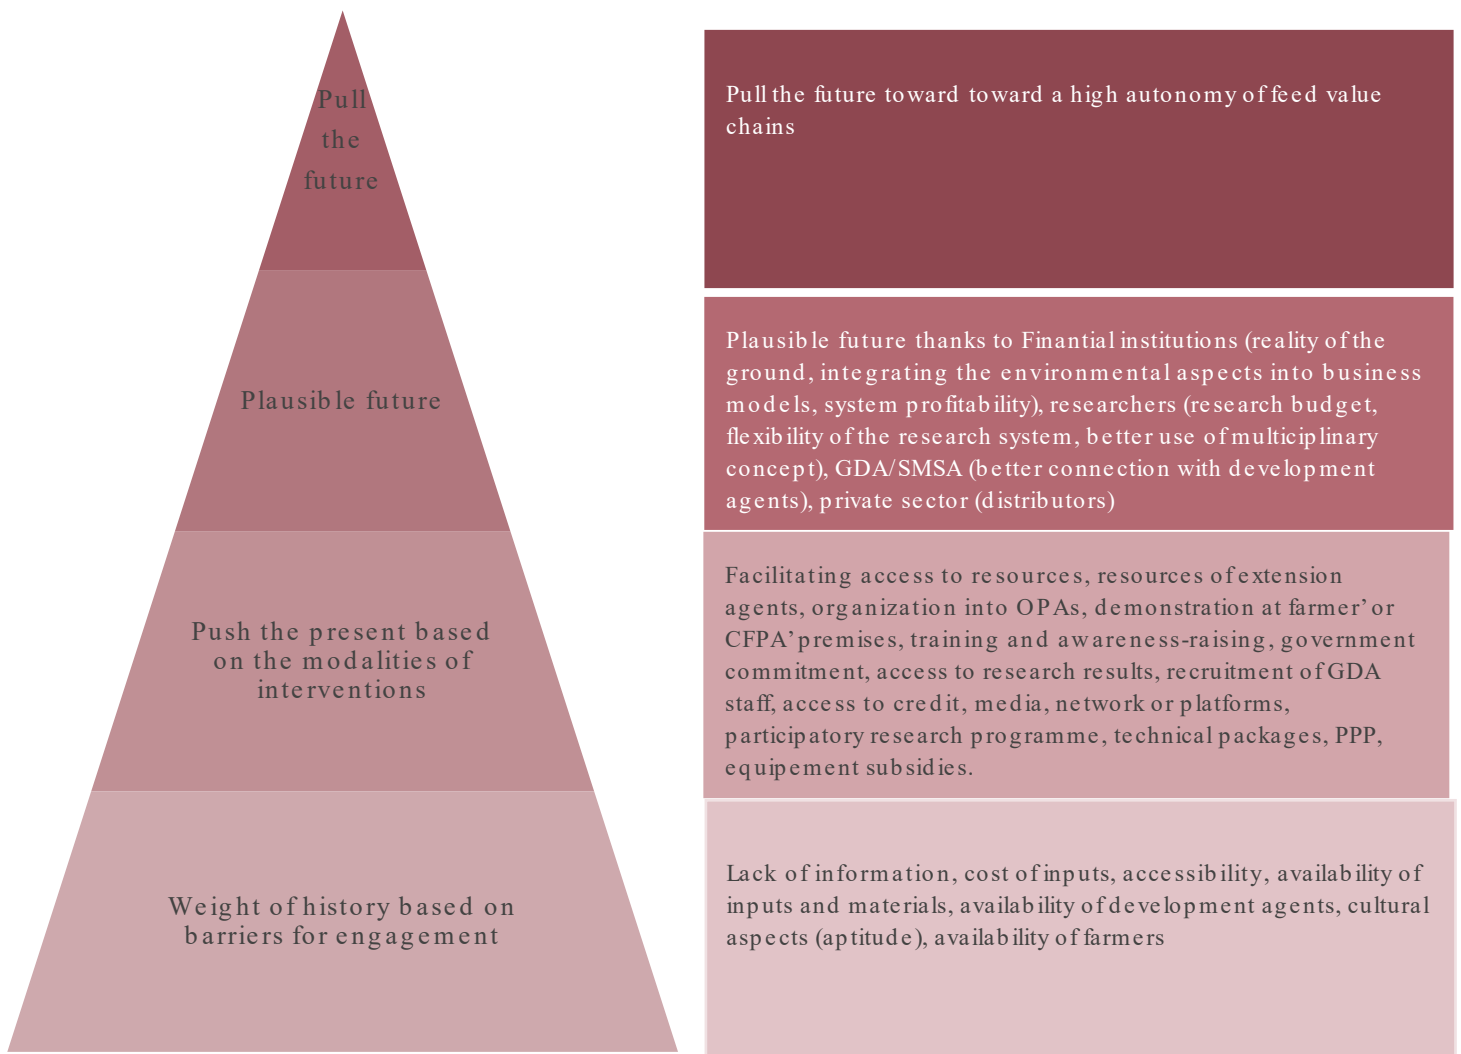 Pull
the
future
Pull the future toward toward a high autonomy of feed value
chains
Plausible future
Plausible future thanks to Finantial institutions (reality of the
ground, integrating the environmental aspects into business
models, system profitability), researchers (research budget,
flexibility of the research system, better use of multiciplinary
concept), GDA/SMSA (better connection with development
agents), private sector (distributors)
Push the present based
on the modalities of
interventions
Facilitating access to resources, resources of extension
agents, organization into OPAs, demonstration at farmer’ or
CFPA’ premises, training and awareness-raising, government
commitment, access to research results, recruitment of GDA
staff, access to credit, media, network or platforms,
participatory research programme, technical packages, PPP,
equipement subsidies.
Weight of history based on
barriers for engagement
Lack of information, cost of inputs, accessibility, availability of
inputs and materials, availability of development agents, cultural
aspects (aptitude), availability of farmers